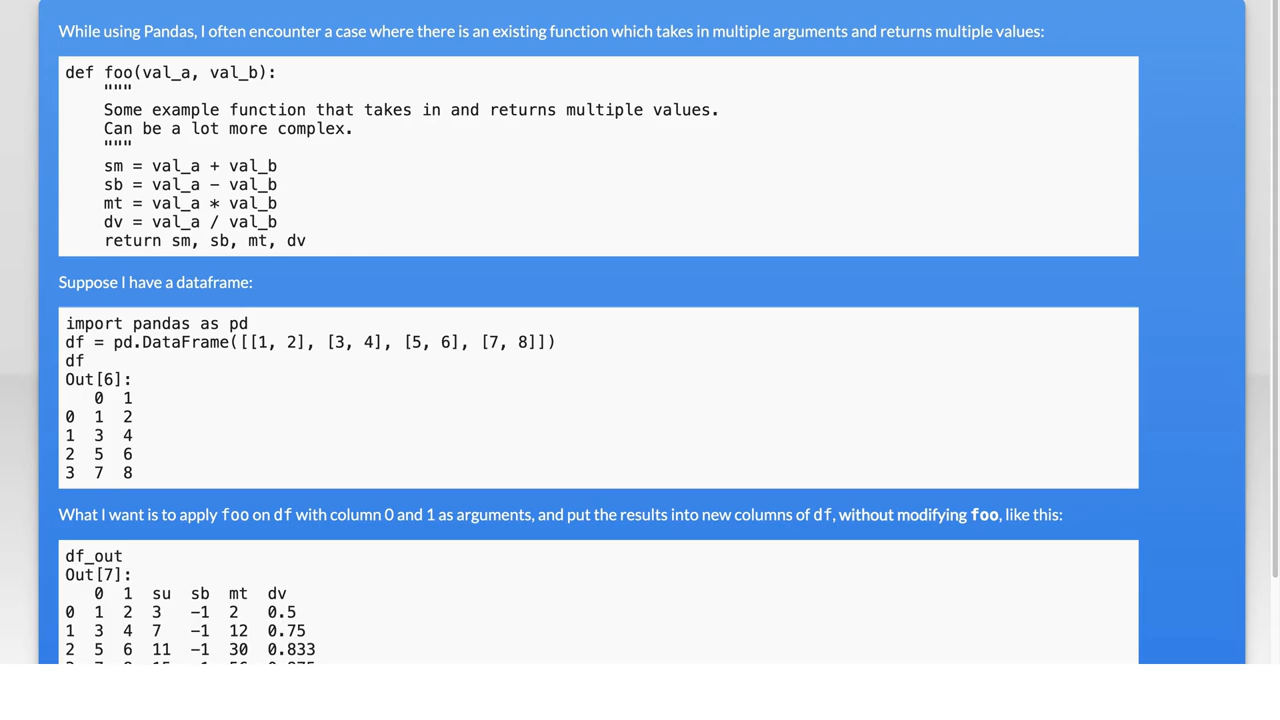 While using Pandas, I often encounter a case where there is an existing function which takes in multiple arguments and returns multiple values:
def foo(val_a, val_b):
    """
    Some example function that takes in and returns multiple values.
    Can be a lot more complex.
    """
    sm = val_a + val_b
    sb = val_a - val_b
    mt = val_a * val_b
    dv = val_a / val_b
    return sm, sb, mt, dv
Suppose I have a dataframe:
import pandas as pd
df = pd.DataFrame([[1, 2], [3, 4], [5, 6], [7, 8]])
df
Out[6]:
   0  1
0  1  2
1  3  4
2  5  6
3  7  8
What I want is to apply foo on df with column 0 and 1 as arguments, and put the results into new columns of df, without modifying foo, like this:
df_out
Out[7]:
   0  1  su  sb  mt  dv
0  1  2  3   -1  2   0.5
1  3  4  7   -1  12  0.75
2  5  6  11  -1  30  0.833